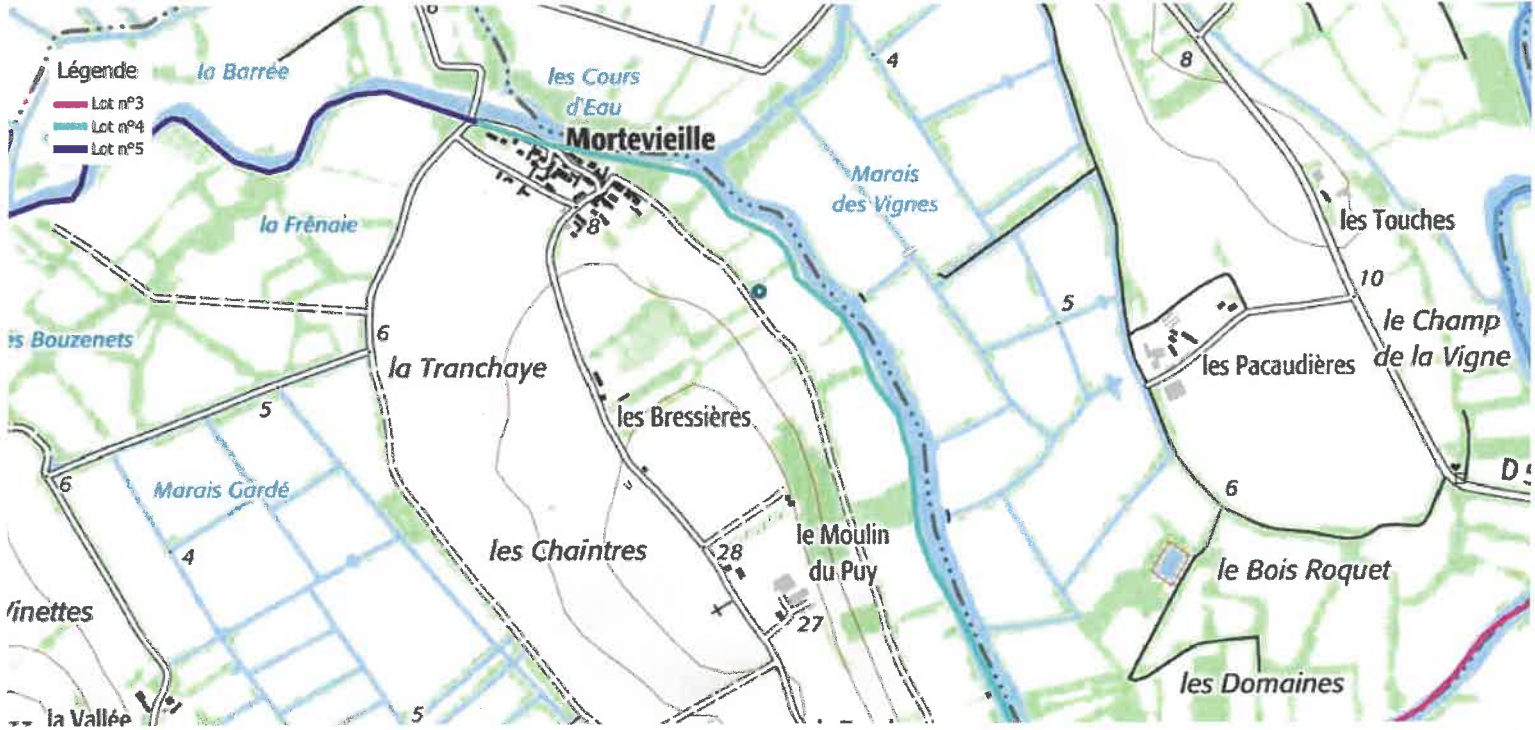 8
Légende
Lot n°3
Lot n°4
Lot n°5
la Barrée
les Cours
d'Eau
4
8
Mortevieille
Marais
des Vignes
la Frênaie
8
les Touches
10
5
le Champ
de la Vigne
es Bouzenets
6
la Tranchaye
les Pacaudières
5
les Bressières
6
Marais Gardé
6
D
4
les Chaintres
28
le Moulin
du Puy
le Bois Roquet
Vinettes
27
les Domaines
la Vallée
5